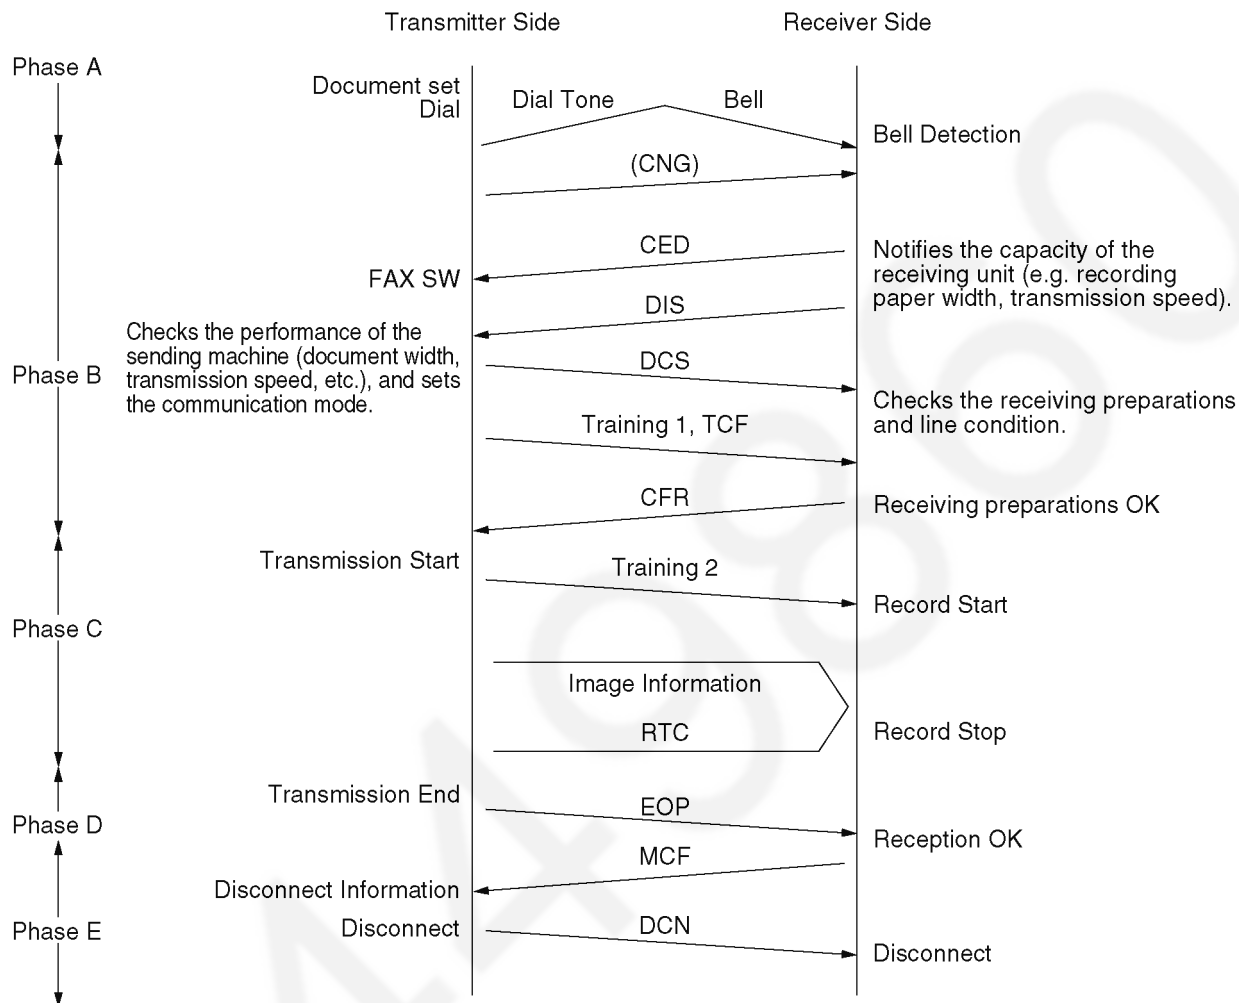 Transmitter Side
Receiver Side
Phase A
Document set
Dial
Dial Tone
Bell
Bell Detection
(CNG)
CED
FAX SW
Notifies the capacity of the
receiving unit (e.g. recording
paper width, transmission speed).
DIS
Checks the performance of the
sending machine (document width,
transmission speed, etc.), and sets
the communication mode.
Phase B
DCS
Checks the receiving preparations
and line condition.
Training 1, TCF
CFR
Receiving preparations OK
Transmission Start
Training 2
Record Start
Phase C
Image Information
RTC
Record Stop
Transmission End
EOP
Phase D
Reception OK
MCF
Disconnect Information
Disconnect
DCN
Phase E
Disconnect
449860